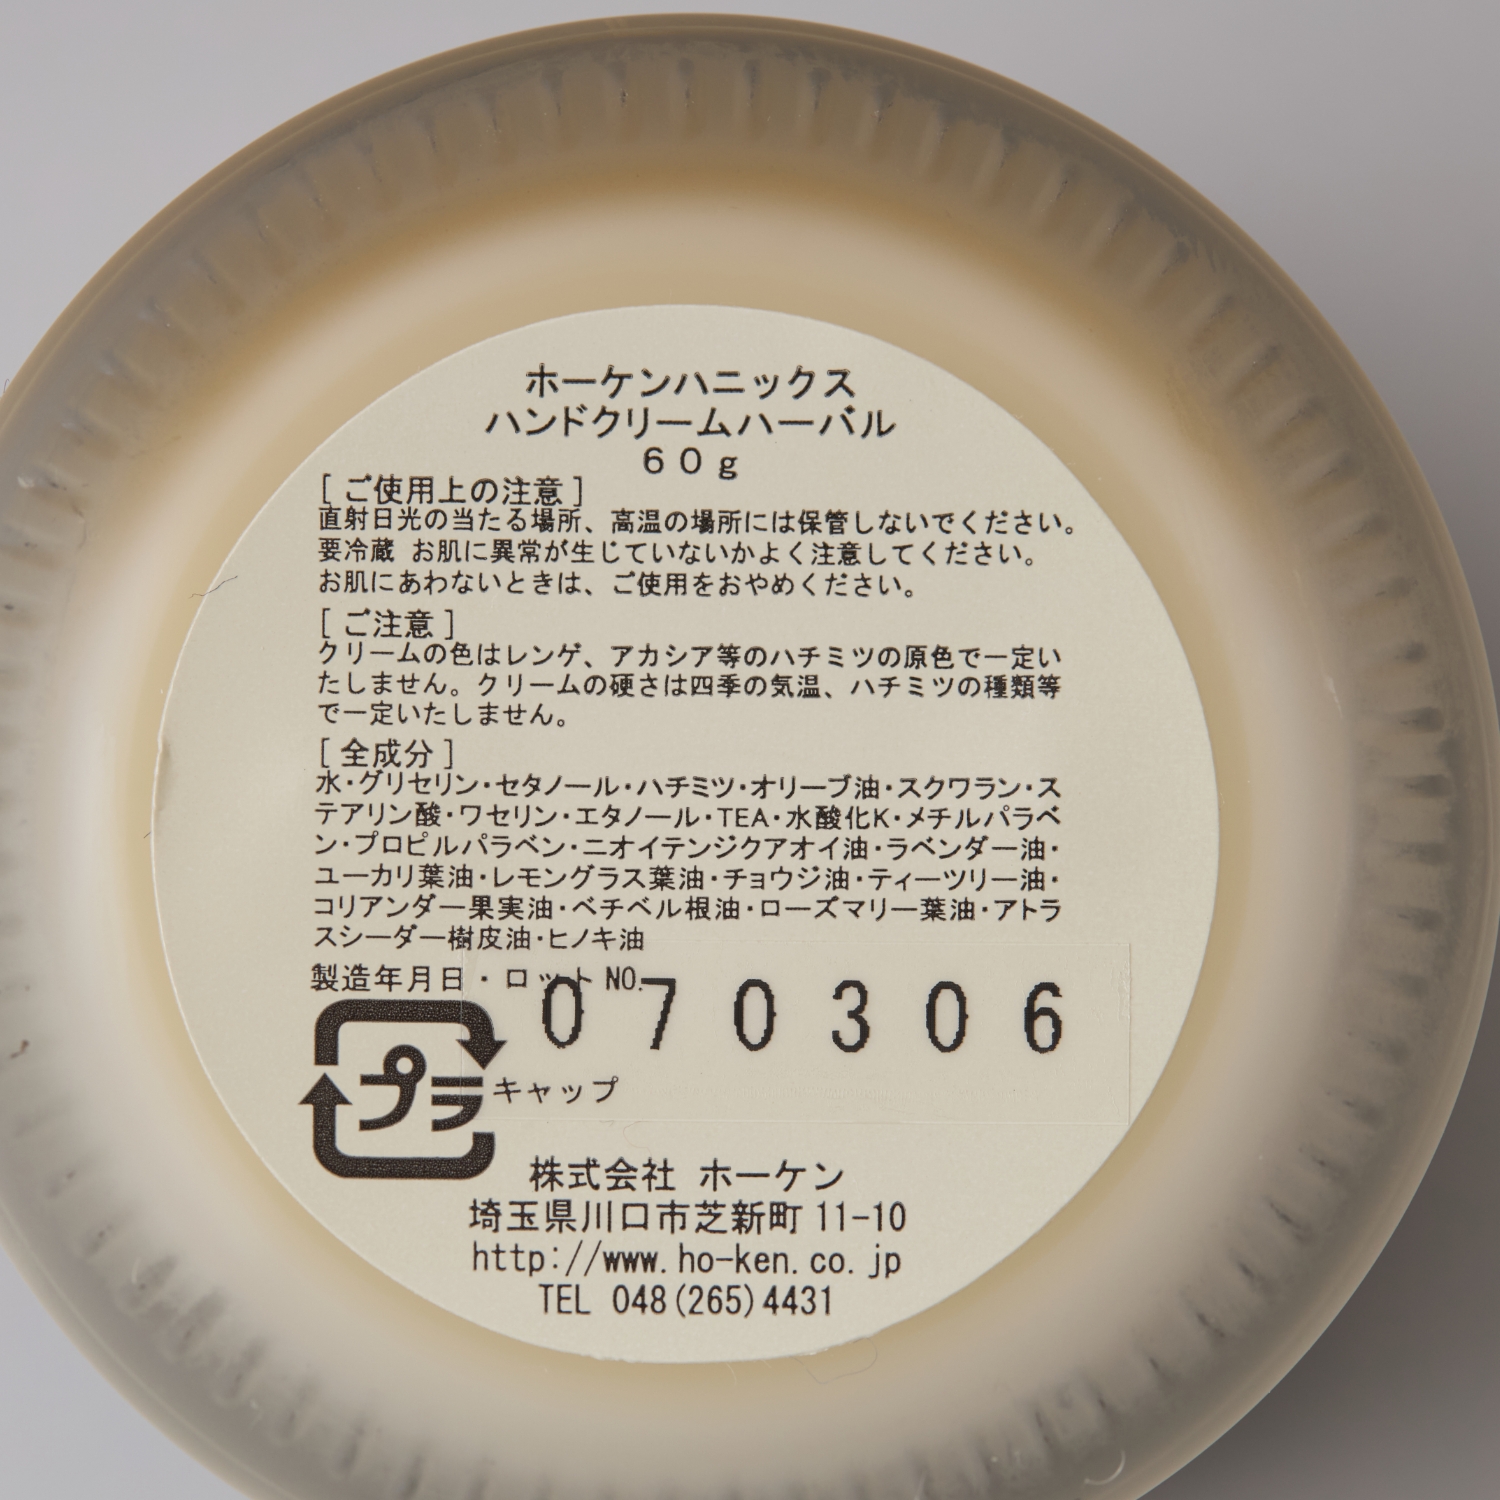 ホーケンハニックス
ハンドクリームハーバル
60g
[ご使用上の注意]
直射日光の当たる場所、高温の場所には保管しないでください。
要冷蔵 お肌に異常が生じていないかよく注意してください。
お肌にあわないときは、ご使用をおやめください。
[ご注意]
クリームの色はレンゲ、アカシア等のハチミツの原色で一定い
たしません。クリームの硬さは四季の気温、ハチミツの種類等
で一定いたしません。
[全成分]
水・グリセリン・セタノール・ハチミツ・オリーブ油・スクワラン・ス
テアリン酸・ワセリン・エタノール・TEA・水酸化K・メチルパラベ
ン・プロピルパラベン・ニオイテンジクアオイ油・ラベンダー油・
ユーカリ葉油・レモングラス葉油・チョウジ油・ティーツリー油・
コリアンダー果実油・ベチベル根油・ローズマリー葉油・アトラ
スシーダー樹皮油・ヒノキ油
製造年月日・ロットNO.
070306
プラ キャップ
株式会社 ホーケン
埼玉県川口市芝新町11-10
http://www.ho-ken.co.jp
TEL 048(265)4431